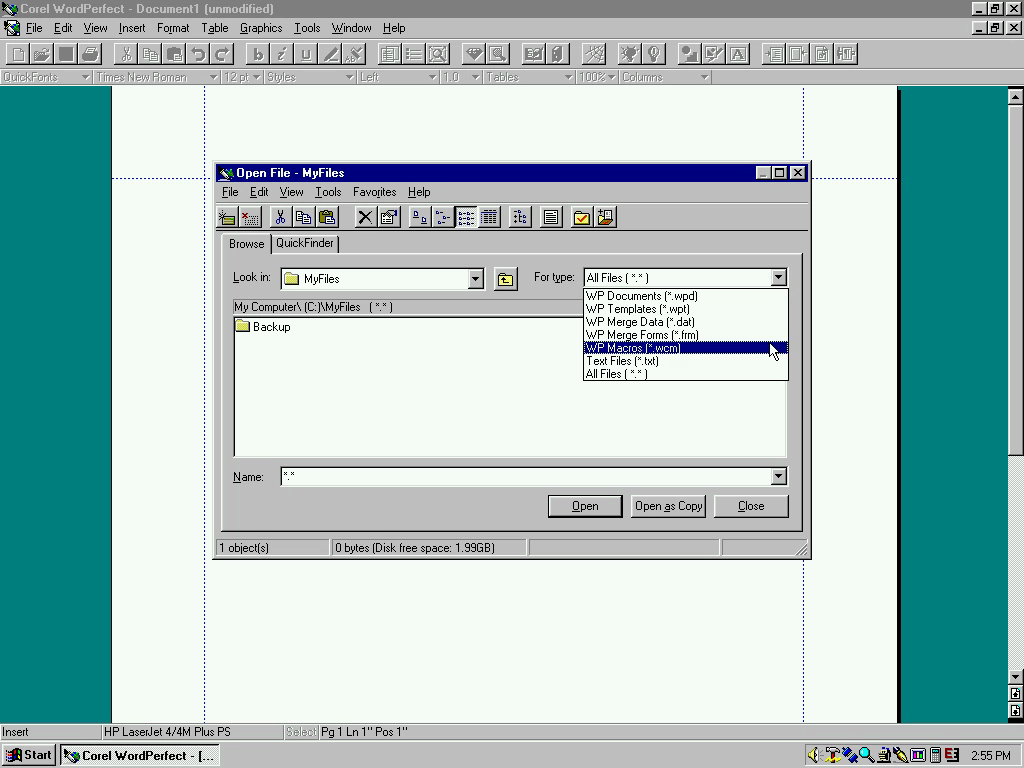 Corel WordPerfect - Document1 (unmodified)
File Edit View Insert Format Table Graphics Tools Window Help
QuickFonts Times New Roman 12 pt Styles Left 1.0 Tables 100% Columns
Open File - MyFiles
File Edit View Tools Favorites Help
Browse QuickFinder
Look in: MyFiles For type: All Files ( *.* )
My Computer\ (C:)\MyFiles ( *.* )
Backup
WP Documents (*.wpd)
WP Templates (*.wpt)
WP Merge Data (*.dat)
WP Merge Forms (*.frm)
WP Macros (*.wcm)
Text Files (*.txt)
All Files ( *.* )
Name: *.*
Open Open as Copy Close
1 object(s) 0 bytes (Disk free space: 1.99GB)
Insert HP LaserJet 4/4M Plus PS Select Pg 1 Ln 1" Pos 1"
Start Corel WordPerfect - [... 2:55 PM